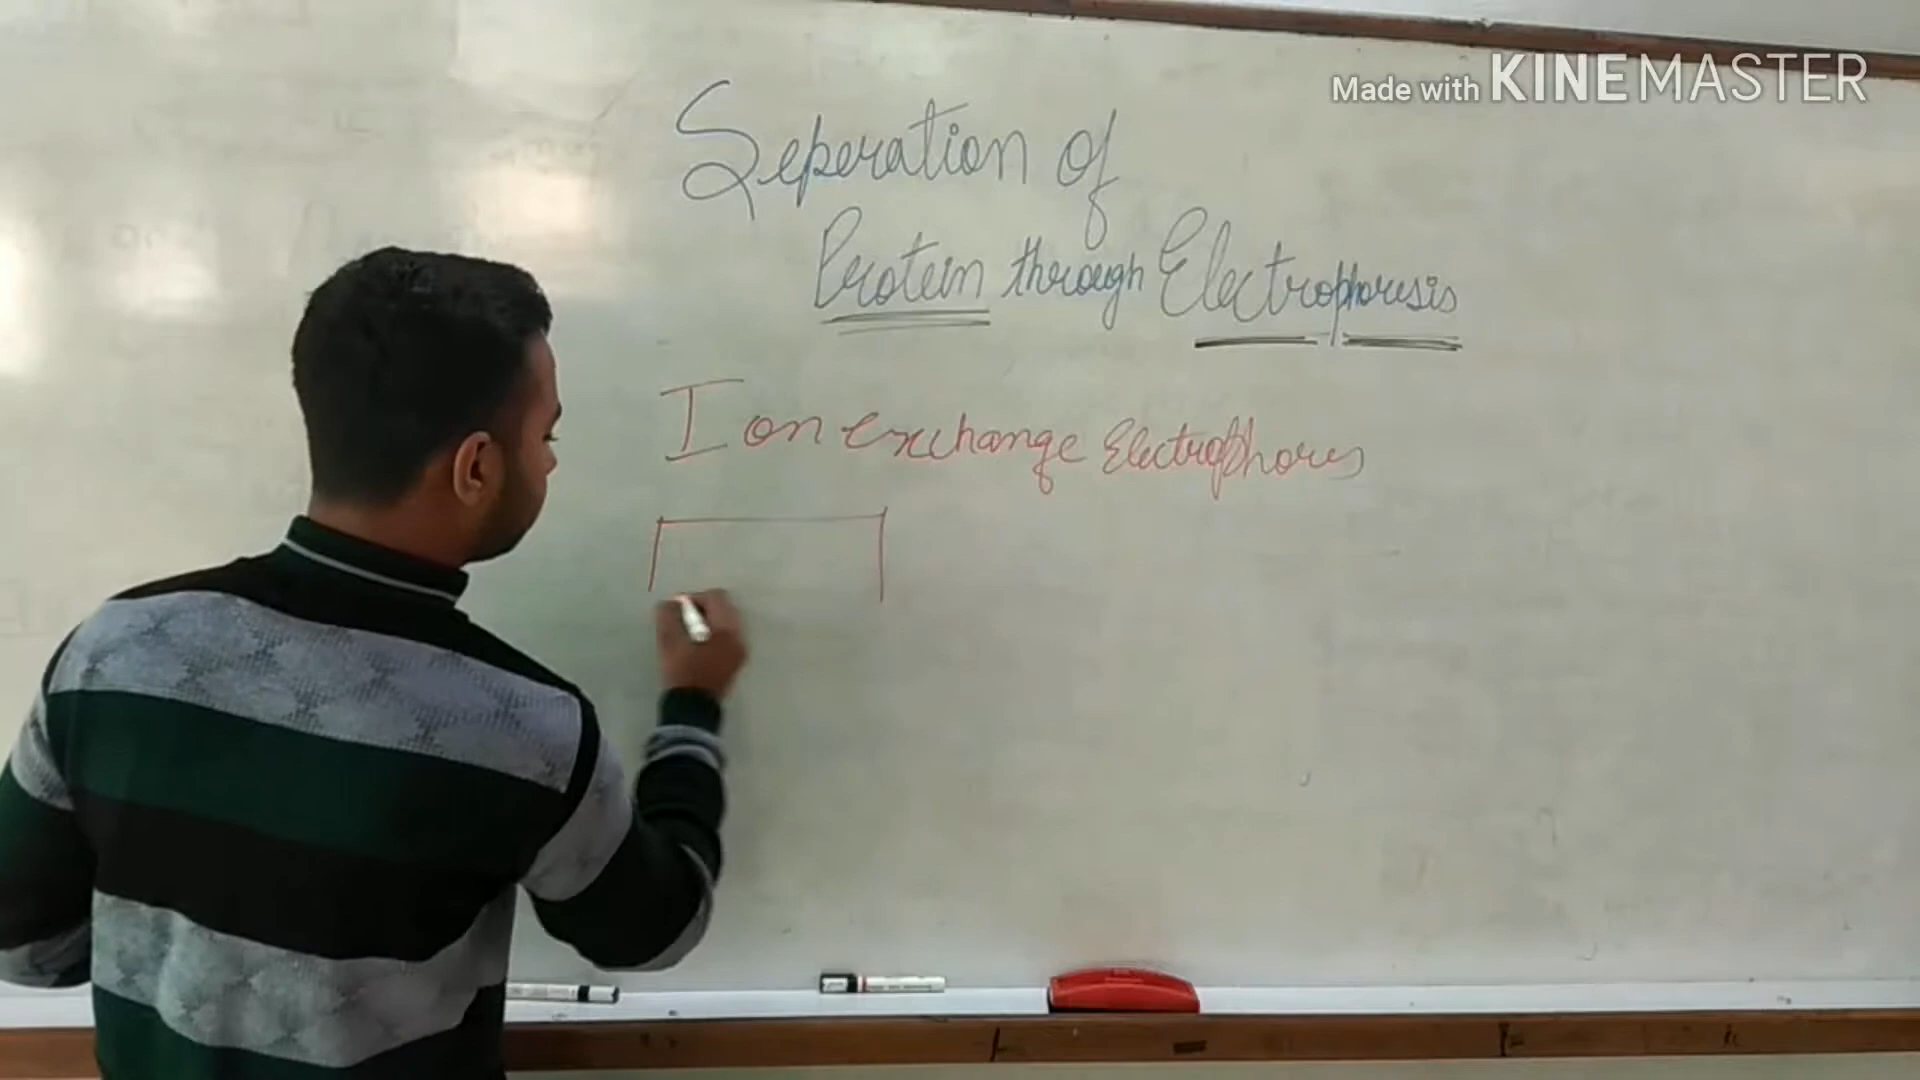 Made with KINEMASTER
Seperation of
Protein through Electrophoresis
Ion exchange Electrophores